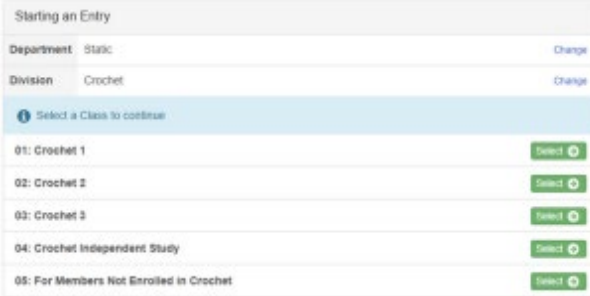 Starting an Entry
Department Static Change
Division Crochet Change
Select a Class to continue
01: Crochet 1 Select
02: Crochet 2 Select
03: Crochet 3 Select
04: Crochet Independent Study Select
05: For Members Not Enrolled in Crochet Select